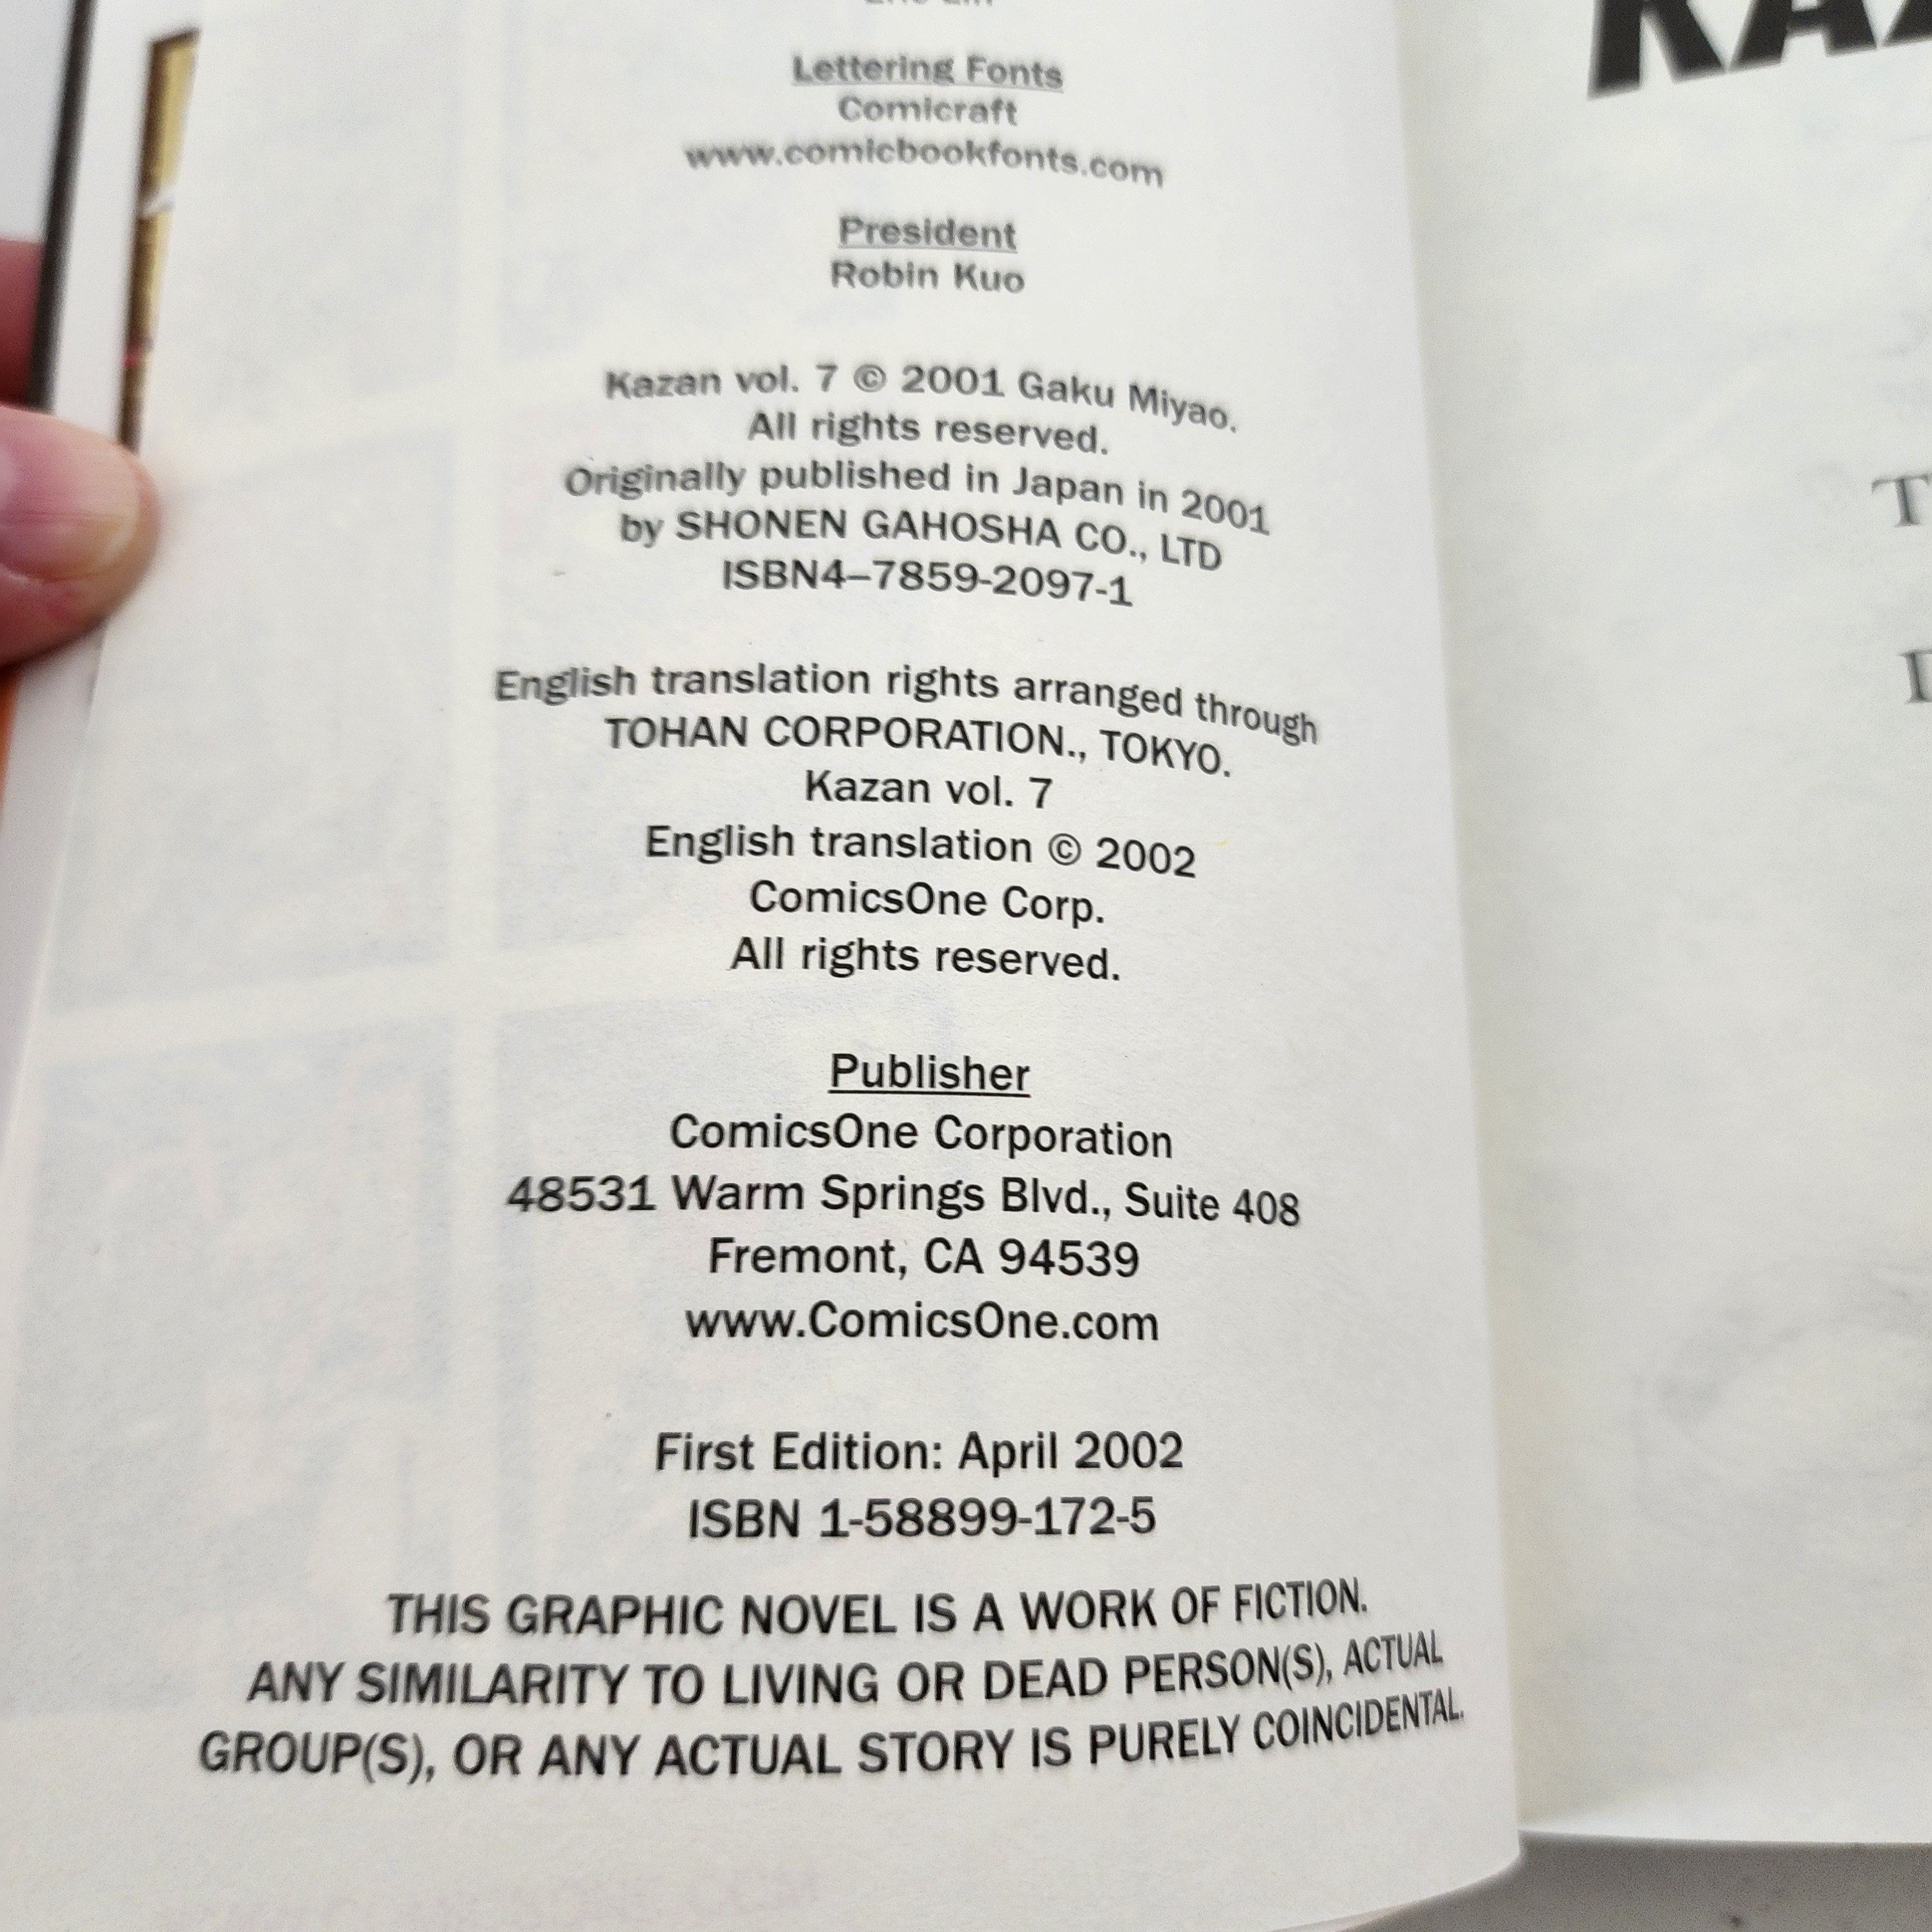 Lettering Fonts
Comicraft
www.comicbookfonts.com
President
Robin Kuo
Kazan vol. 7 © 2001 Gaku Miyao.
All rights reserved.
Originally published in Japan in 2001
by SHONEN GAHOSHA CO., LTD
ISBN4–7859-2097-1
English translation rights arranged through
TOHAN CORPORATION., TOKYO.
Kazan vol. 7
English translation © 2002
ComicsOne Corp.
All rights reserved.
Publisher
ComicsOne Corporation
48531 Warm Springs Blvd., Suite 408
Fremont, CA 94539
www.ComicsOne.com
First Edition: April 2002
ISBN 1-58899-172-5
THIS GRAPHIC NOVEL IS A WORK OF FICTION.
ANY SIMILARITY TO LIVING OR DEAD PERSON(S), ACTUAL
GROUP(S), OR ANY ACTUAL STORY IS PURELY COINCIDENTAL.